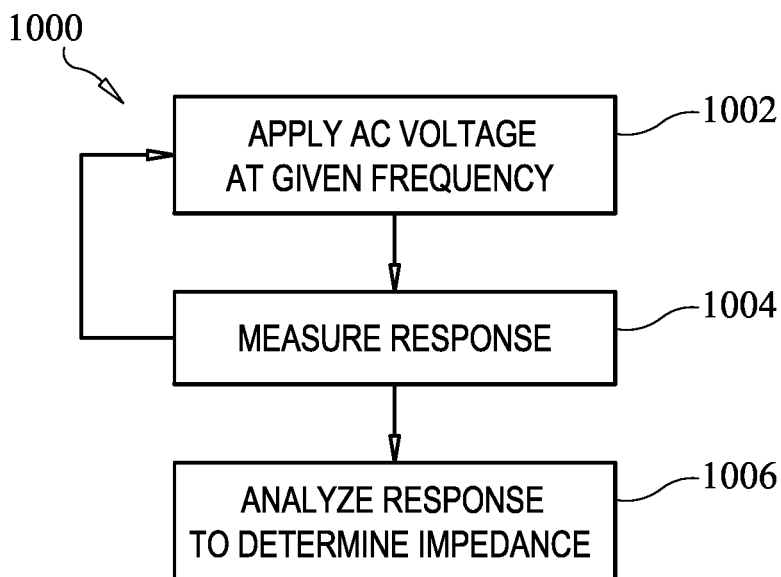 1000
APPLY AC VOLTAGE
AT GIVEN FREQUENCY
1002
MEASURE RESPONSE
1004
ANALYZE RESPONSE
TO DETERMINE IMPEDANCE
1006